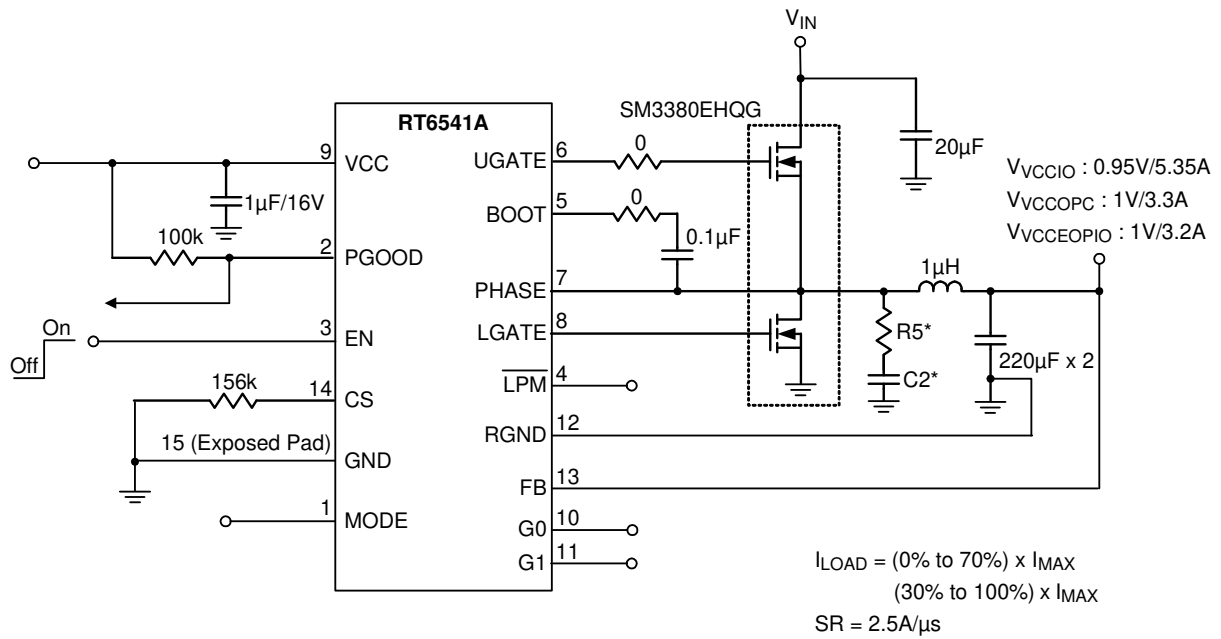 V_IN
RT6541A
SM3380EHQG
9 VCC
1µF/16V
100k
2 PGOOD
On
Off
3 EN
156k
14 CS
15 (Exposed Pad)
GND
1 MODE
UGATE 6
0
BOOT 5
0
0.1µF
PHASE 7
LGATE 8
LPM 4
RGND 12
FB 13
G0 10
G1 11
20µF
V_VCCIO : 0.95V/5.35A
V_VCCOPC : 1V/3.3A
V_VCCEOPIO : 1V/3.2A
1µH
R5*
C2*
220µF x 2
I_LOAD = (0% to 70%) x I_MAX
(30% to 100%) x I_MAX
SR = 2.5A/µs